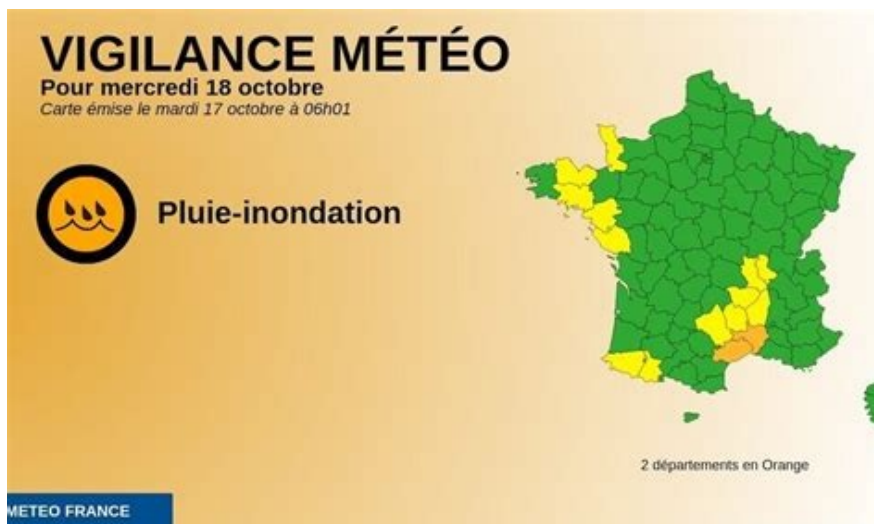 VIGILANCE MÉTÉO
Pour mercredi 18 octobre
Carte émise le mardi 17 octobre à 06h01
Pluie-inondation
2 départements en Orange
METEO FRANCE